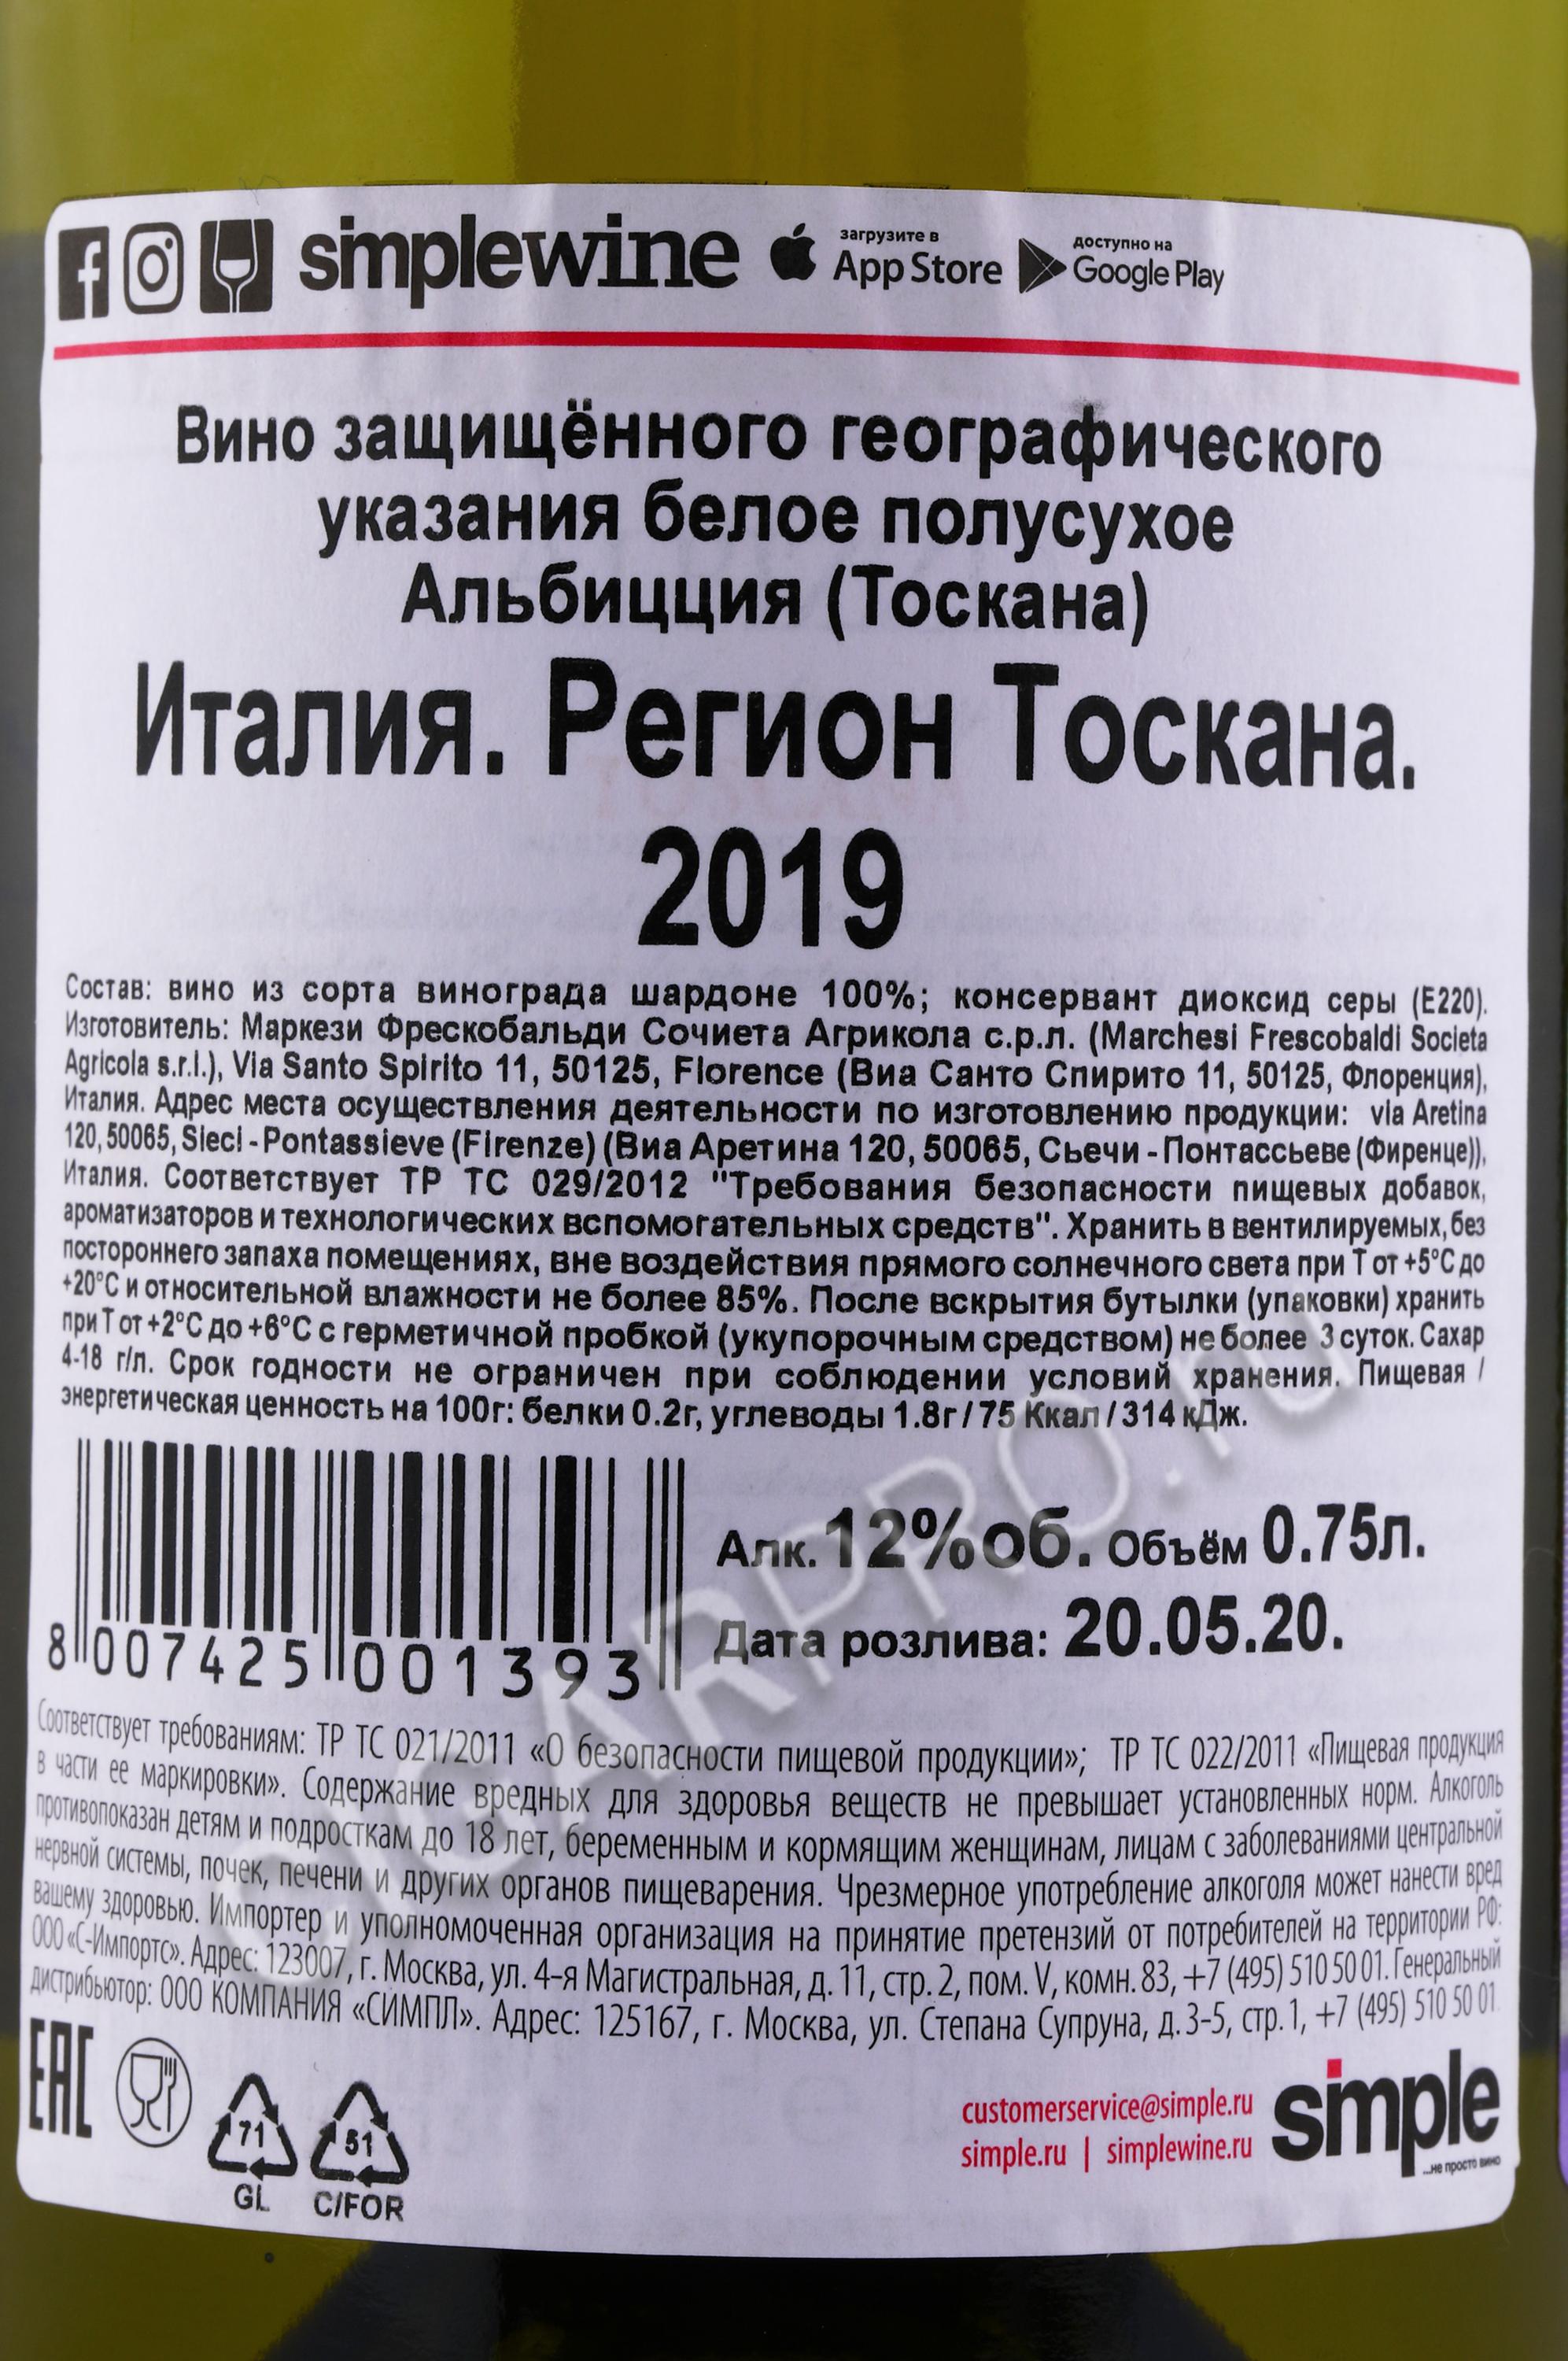 simplewine загрузите в App Store доступно на Google Play
Вино защищённого географического
указания белое полусухое
Альбицция (Тоскана)
Италия. Регион Тоскана.
2019
Состав: вино из сорта винограда шардоне 100%; консервант диоксид серы (Е220).
Изготовитель: Маркези Фрескобальди Сочиета Агрикола с.р.л. (Marchesi Frescobaldi Societa
Agricola s.r.l.), Via Santo Spirito 11, 50125, Florence (Виа Санто Спирито 11, 50125, Флоренция),
Италия. Адрес места осуществления деятельности по изготовлению продукции: via Aretina
120, 50065, Sieci - Pontassieve (Firenze) (Виа Аретина 120, 50065, Сьечи - Понтассьеве (Фиренце)),
Италия. Соответствует ТР ТС 029/2012 "Требования безопасности пищевых добавок,
ароматизаторов и технологических вспомогательных средств". Хранить в вентилируемых, без
постороннего запаха помещениях, вне воздействия прямого солнечного света при Т от +5°С до
+20°С и относительной влажности не более 85%. После вскрытия бутылки (упаковки) хранить
при Т от +2°С до +6°С с герметичной пробкой (укупорочным средством) не более 3 суток. Сахар
4-18 г/л. Срок годности не ограничен при соблюдении условий хранения. Пищевая /
энергетическая ценность на 100г: белки 0.2г, углеводы 1.8г / 75 Ккал / 314 кДж.
Алк. 12%об. Объём 0.75л.
Дата розлива: 20.05.20.
8 007425 001393
Соответствует требованиям: ТР ТС 021/2011 «О безопасности пищевой продукции»; ТР ТС 022/2011 «Пищевая продукция
в части ее маркировки». Содержание вредных для здоровья веществ не превышает установленных норм. Алкоголь
противопоказан детям и подросткам до 18 лет, беременным и кормящим женщинам, лицам с заболеваниями центральной
нервной системы, почек, печени и других органов пищеварения. Чрезмерное употребление алкоголя может нанести вред
вашему здоровью. Импортер и уполномоченная организация на принятие претензий от потребителей на территории РФ:
ООО «С-Импортс». Адрес: 123007, г. Москва, ул. 4-я Магистральная, д. 11, стр. 2, пом. V, комн. 83, +7 (495) 510 50 01. Генеральный
дистрибьютор: ООО КОМПАНИЯ «СИМПЛ». Адрес: 125167, г. Москва, ул. Степана Супруна, д. 3-5, стр. 1, +7 (495) 510 50 01.
EAC
71
GL
51
C/FOR
customerservice@simple.ru
simple.ru | simplewine.ru
simple
...не просто вино
CIGARPRO.ru